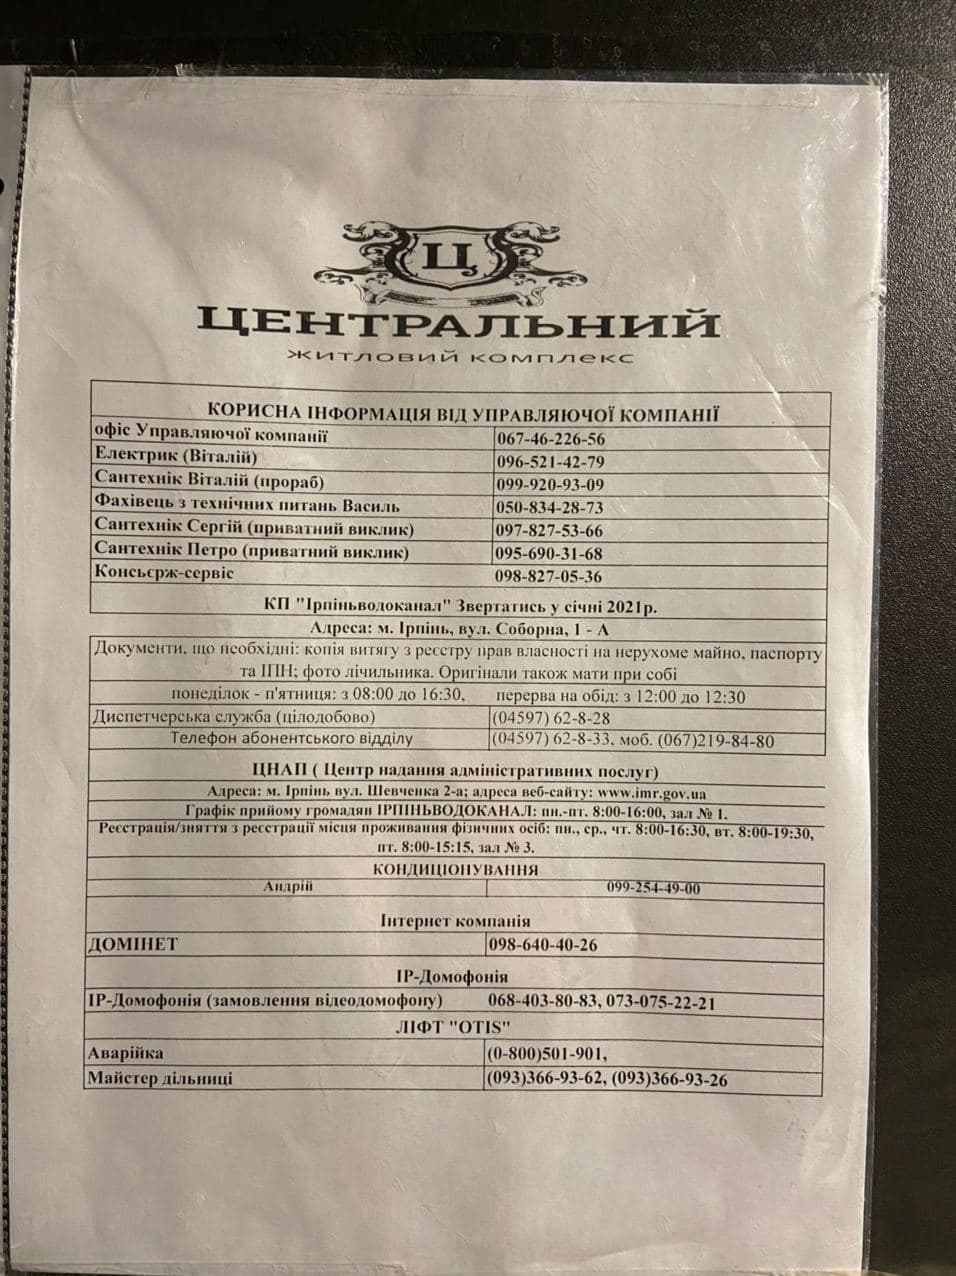 Ц
ЦЕНТРАЛЬНИЙ
ЖИТЛОВИЙ КОМПЛЕКС
КОРИСНА ІНФОРМАЦІЯ ВІД УПРАВЛЯЮЧОЇ КОМПАНІЇ
офіс Управляючої компанії 067-46-226-56
Електрик (Віталій) 096-521-42-79
Сантехнік Віталій (прораб) 099-920-93-09
Фахівець з технічних питань Василь 050-834-28-73
Сантехнік Сергій (приватний виклик) 097-827-53-66
Сантехнік Петро (приватний виклик) 095-690-31-68
Консьєрж-сервіс 098-827-05-36
КП "Ірпіньводоканал" Звертатись у січні 2021р.
Адреса: м. Ірпінь, вул. Соборна, 1 - А
Документи, що необхідні: копія витягу з реєстру прав власності на нерухоме майно, паспорту
та ІПН; фото лічильника. Оригінали також мати при собі
понеділок - п'ятниця: з 08:00 до 16:30, перерва на обід: з 12:00 до 12:30
Диспетчерська служба (цілодобово) (04597) 62-8-28
Телефон абонентського відділу (04597) 62-8-33, моб. (067)219-84-80
ЦНАП ( Центр надання адміністративних послуг)
Адреса: м. Ірпінь вул. Шевченка 2-а; адреса веб-сайту: www.imr.gov.ua
Графік прийому громадян ІРПІНЬВОДОКАНАЛ: пн.-пт. 8:00-16:00, зал № 1.
Реєстрація/зняття з реєстрації місця проживання фізичних осіб: пн., ср., чт. 8:00-16:30, вт. 8:00-19:30,
пт. 8:00-15:15, зал № 3.
КОНДИЦІОНУВАННЯ
Андрій 099-254-49-00
Інтернет компанія
ДОМІНЕТ 098-640-40-26
ІР-Домофонія
ІР-Домофонія (замовлення відеодомофону) 068-403-80-83, 073-075-22-21
ЛІФТ "OTIS"
Аварійка (0-800)501-901,
Майстер дільниці (093)366-93-62, (093)366-93-26